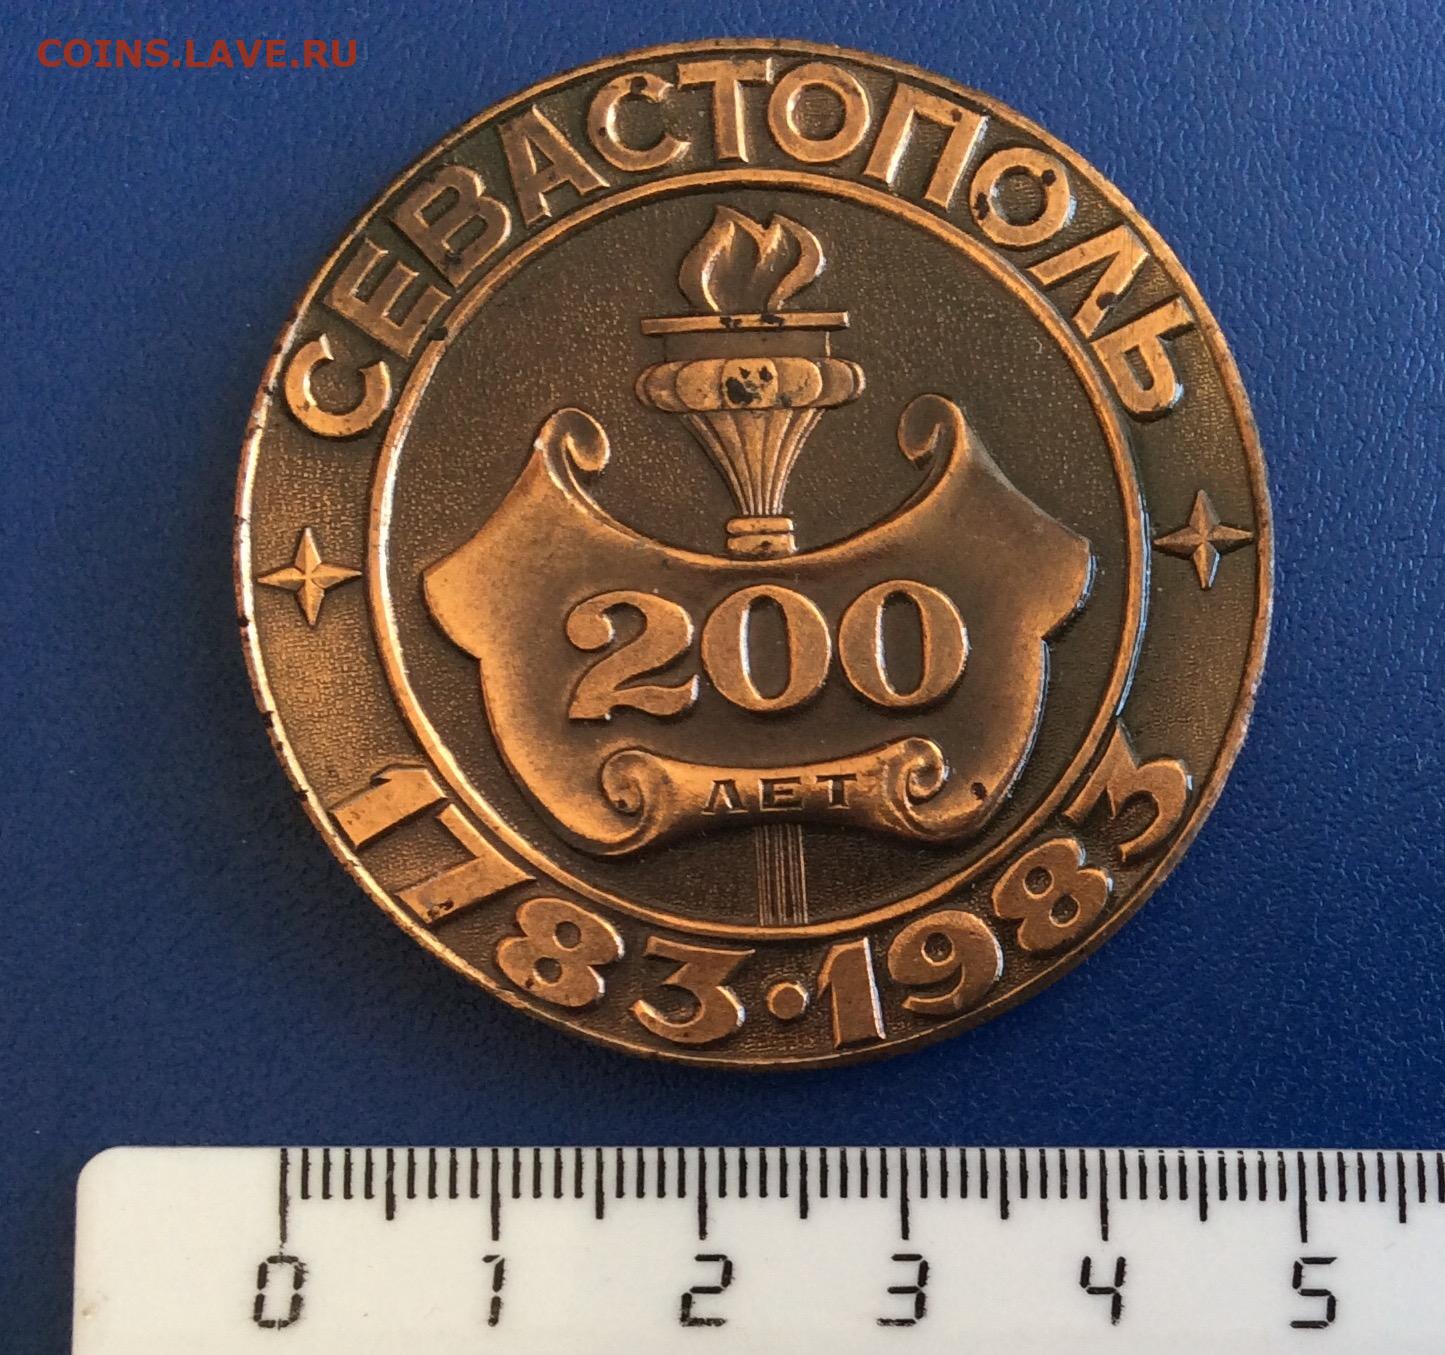 COINS.LAVE.RU
СЕВАСТОПОЛЬ
200
ЛЕТ
1783·1983
0 1 2 3 4 5